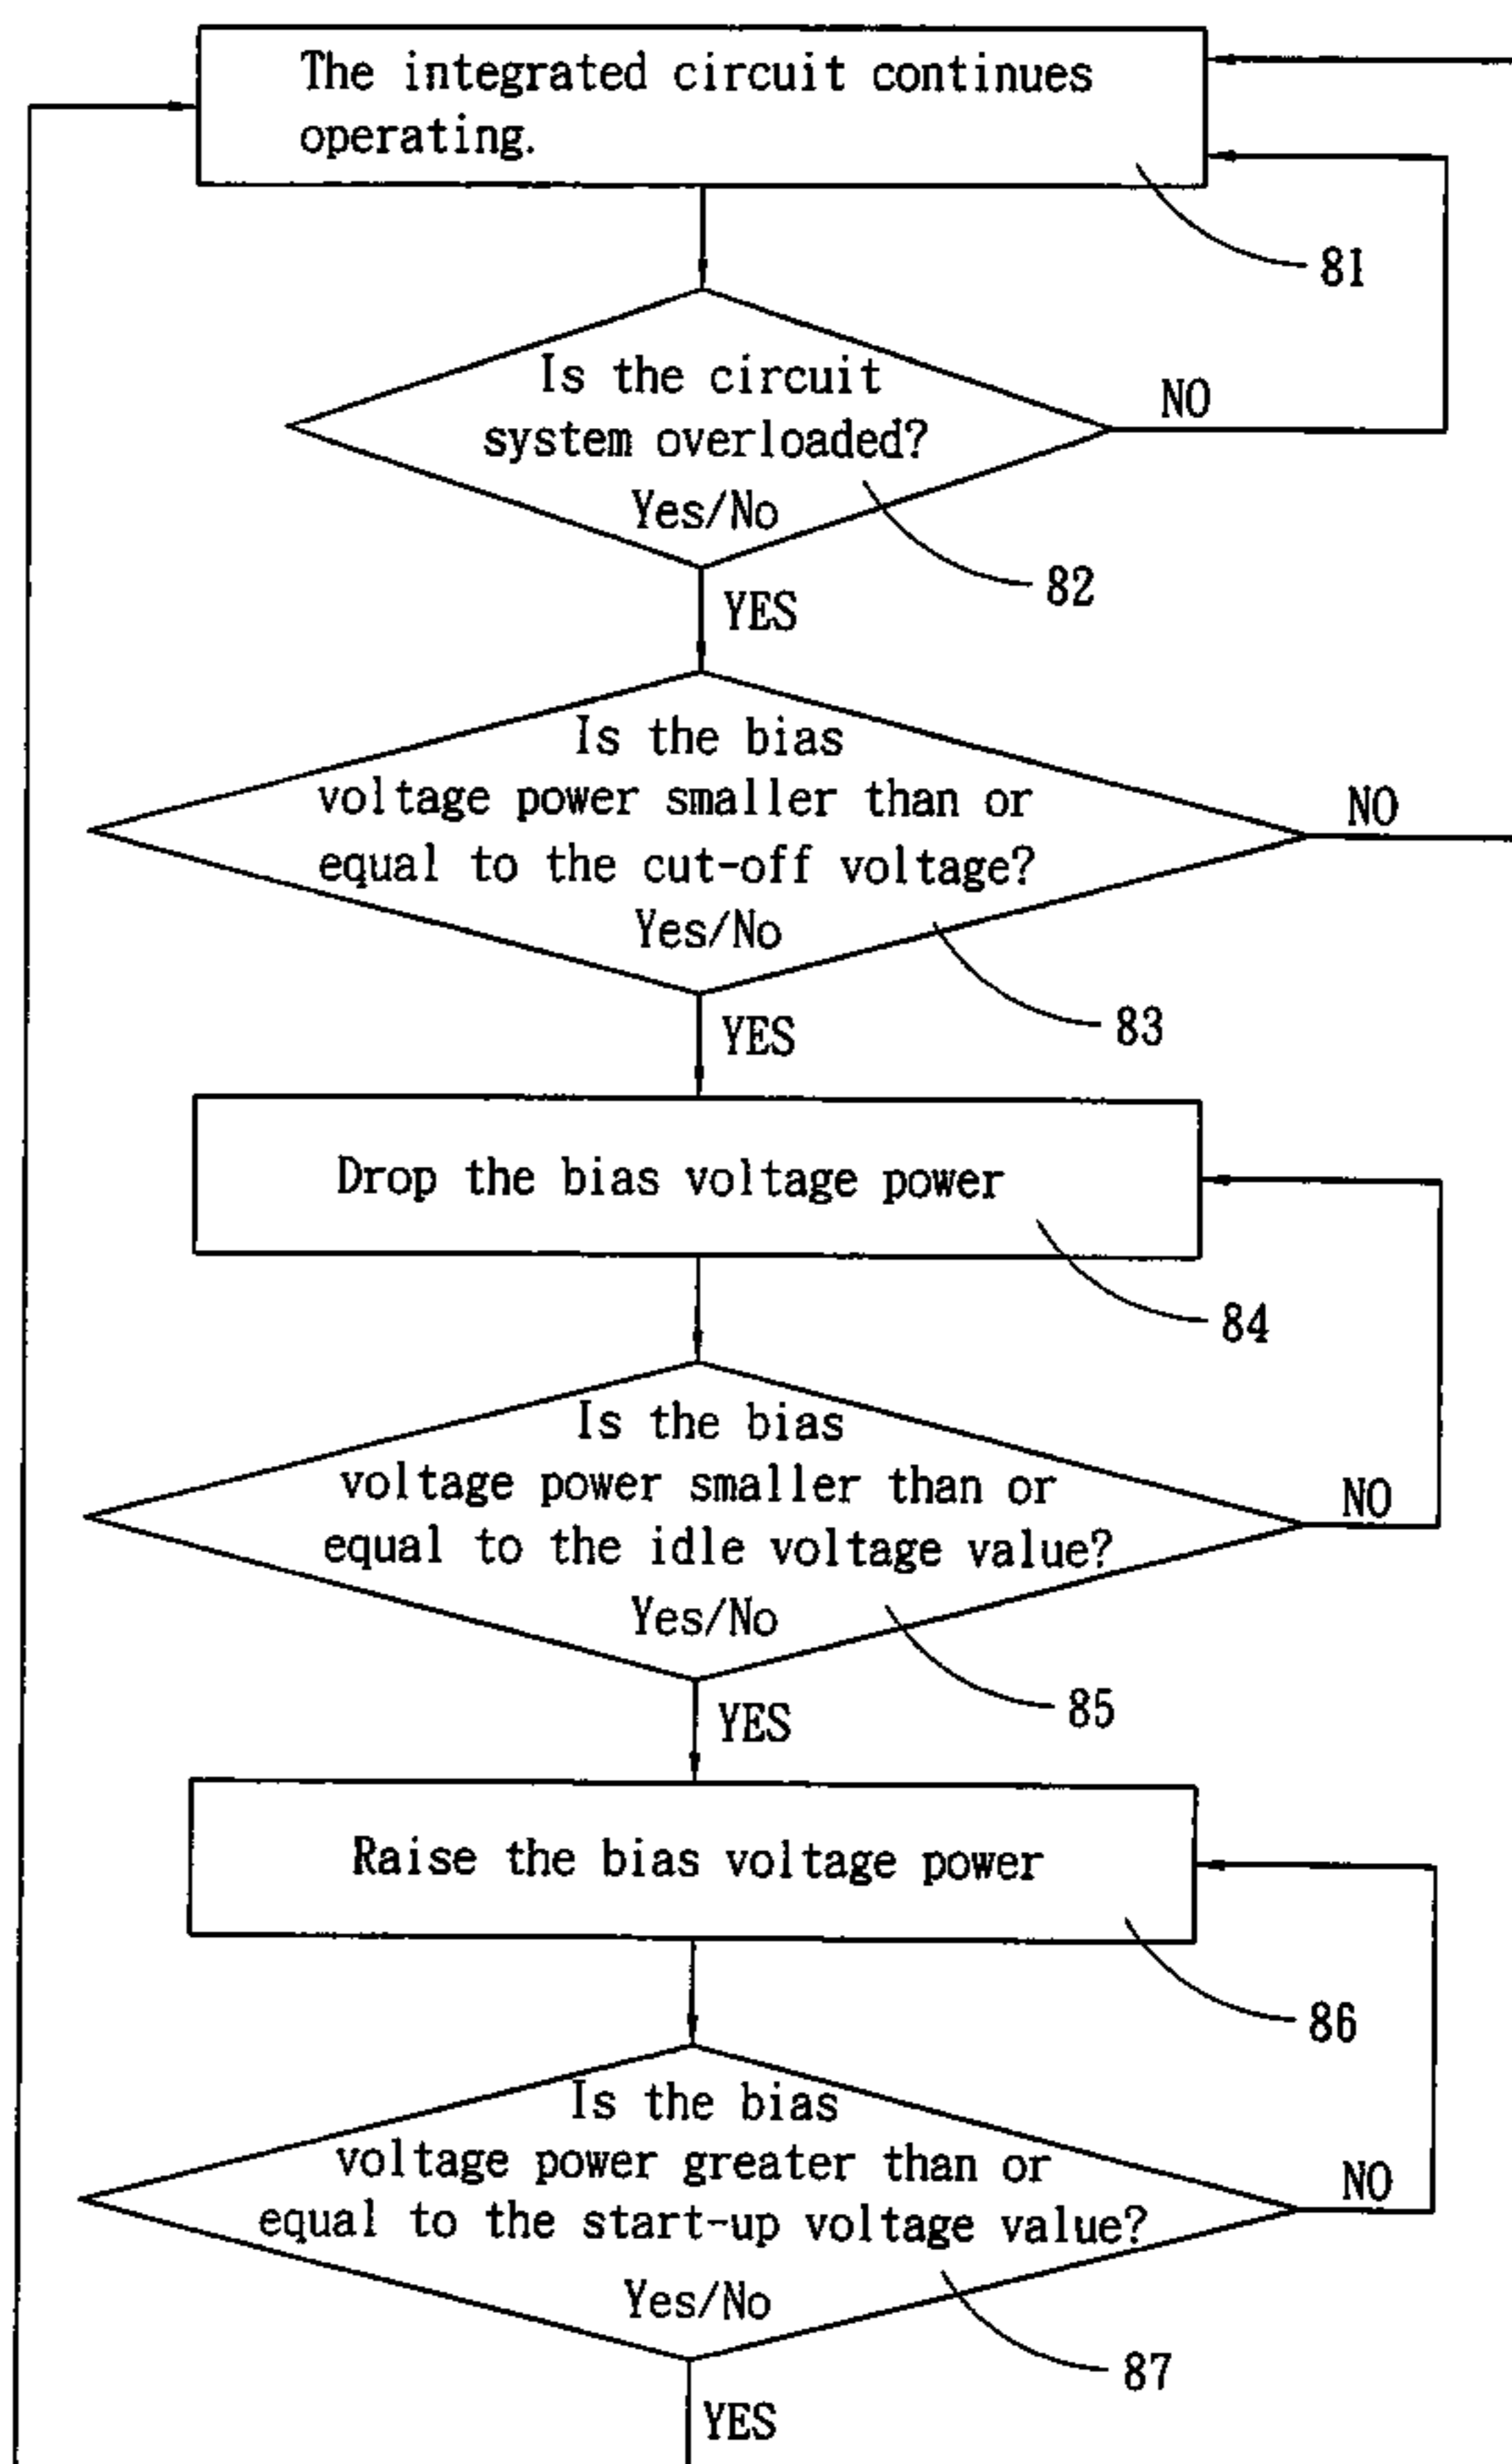 The integrated circuit continues
operating.
81
Is the circuit
system overloaded?
Yes/No
NO
82
YES
Is the bias
voltage power smaller than or
equal to the cut-off voltage?
Yes/No
NO
83
YES
Drop the bias voltage power
84
Is the bias
voltage power smaller than or
equal to the idle voltage value?
Yes/No
NO
85
YES
Raise the bias voltage power
86
Is the bias
voltage power greater than or
equal to the start-up voltage value?
Yes/No
NO
87
YES